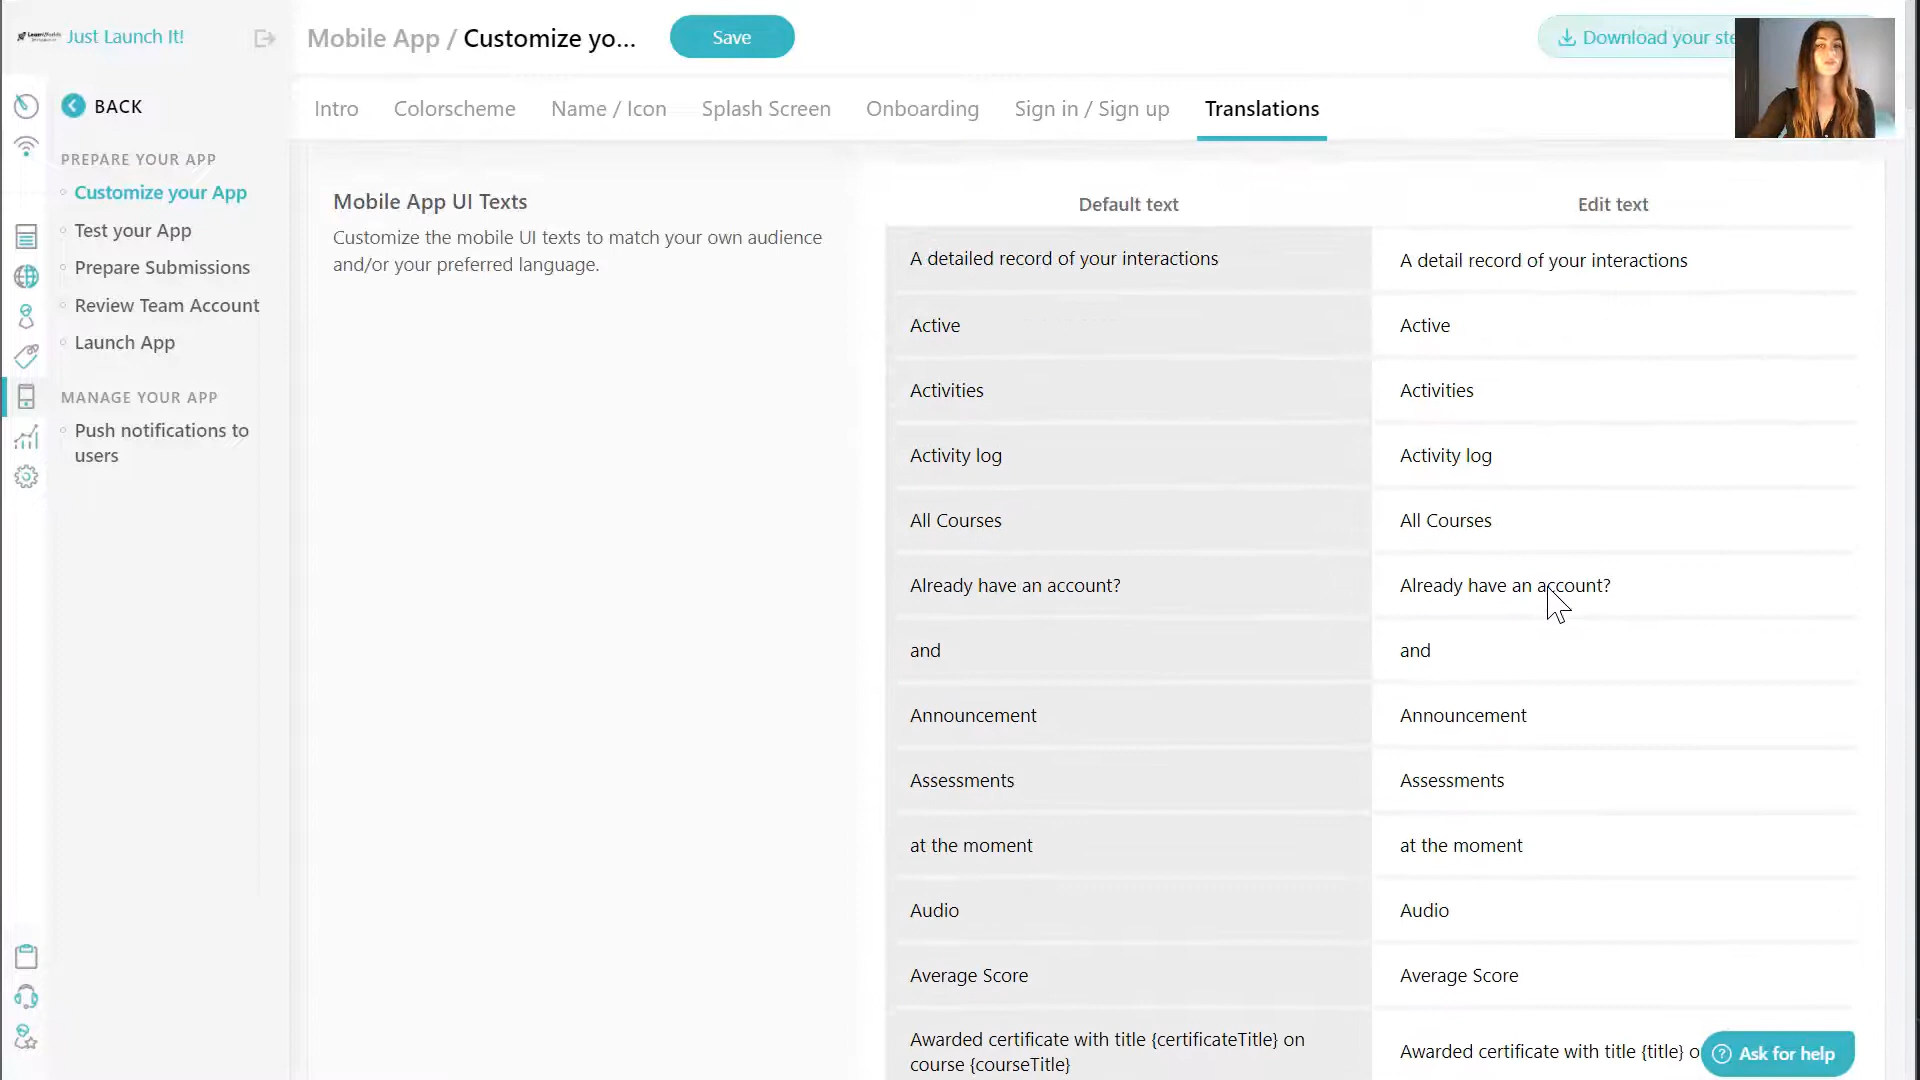 Just Launch It!
Mobile App / Customize yo...
Save
Download your ste
BACK
Intro
Colorscheme
Name / Icon
Splash Screen
Onboarding
Sign in / Sign up
Translations
PREPARE YOUR APP
Customize your App
Test your App
Prepare Submissions
Review Team Account
Launch App
MANAGE YOUR APP
Push notifications to
users
Mobile App UI Texts
Customize the mobile UI texts to match your own audience
and/or your preferred language.
Default text
Edit text
A detailed record of your interactions
A detail record of your interactions
Active
Active
Activities
Activities
Activity log
Activity log
All Courses
All Courses
Already have an account?
Already have an account?
and
and
Announcement
Announcement
Assessments
Assessments
at the moment
at the moment
Audio
Audio
Average Score
Average Score
Awarded certificate with title {certificateTitle} on
course {courseTitle}
Awarded certificate with title {title} o
Ask for help